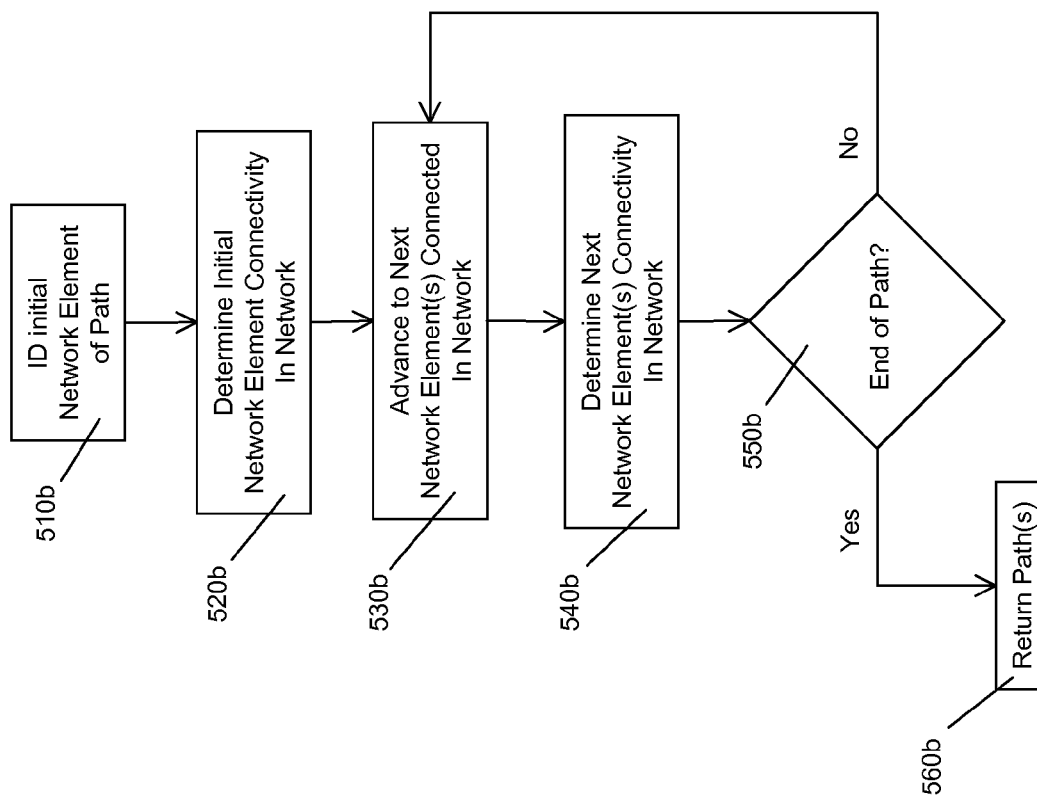 ID initial
Network Element
of Path
510b
Determine Initial
Network Element Connectivity
In Network
520b
Advance to Next
Network Element(s) Connected
In Network
530b
Determine Next
Network Element(s) Connectivity
In Network
540b
End of Path?
550b
No
Yes
Return Path(s)
560b